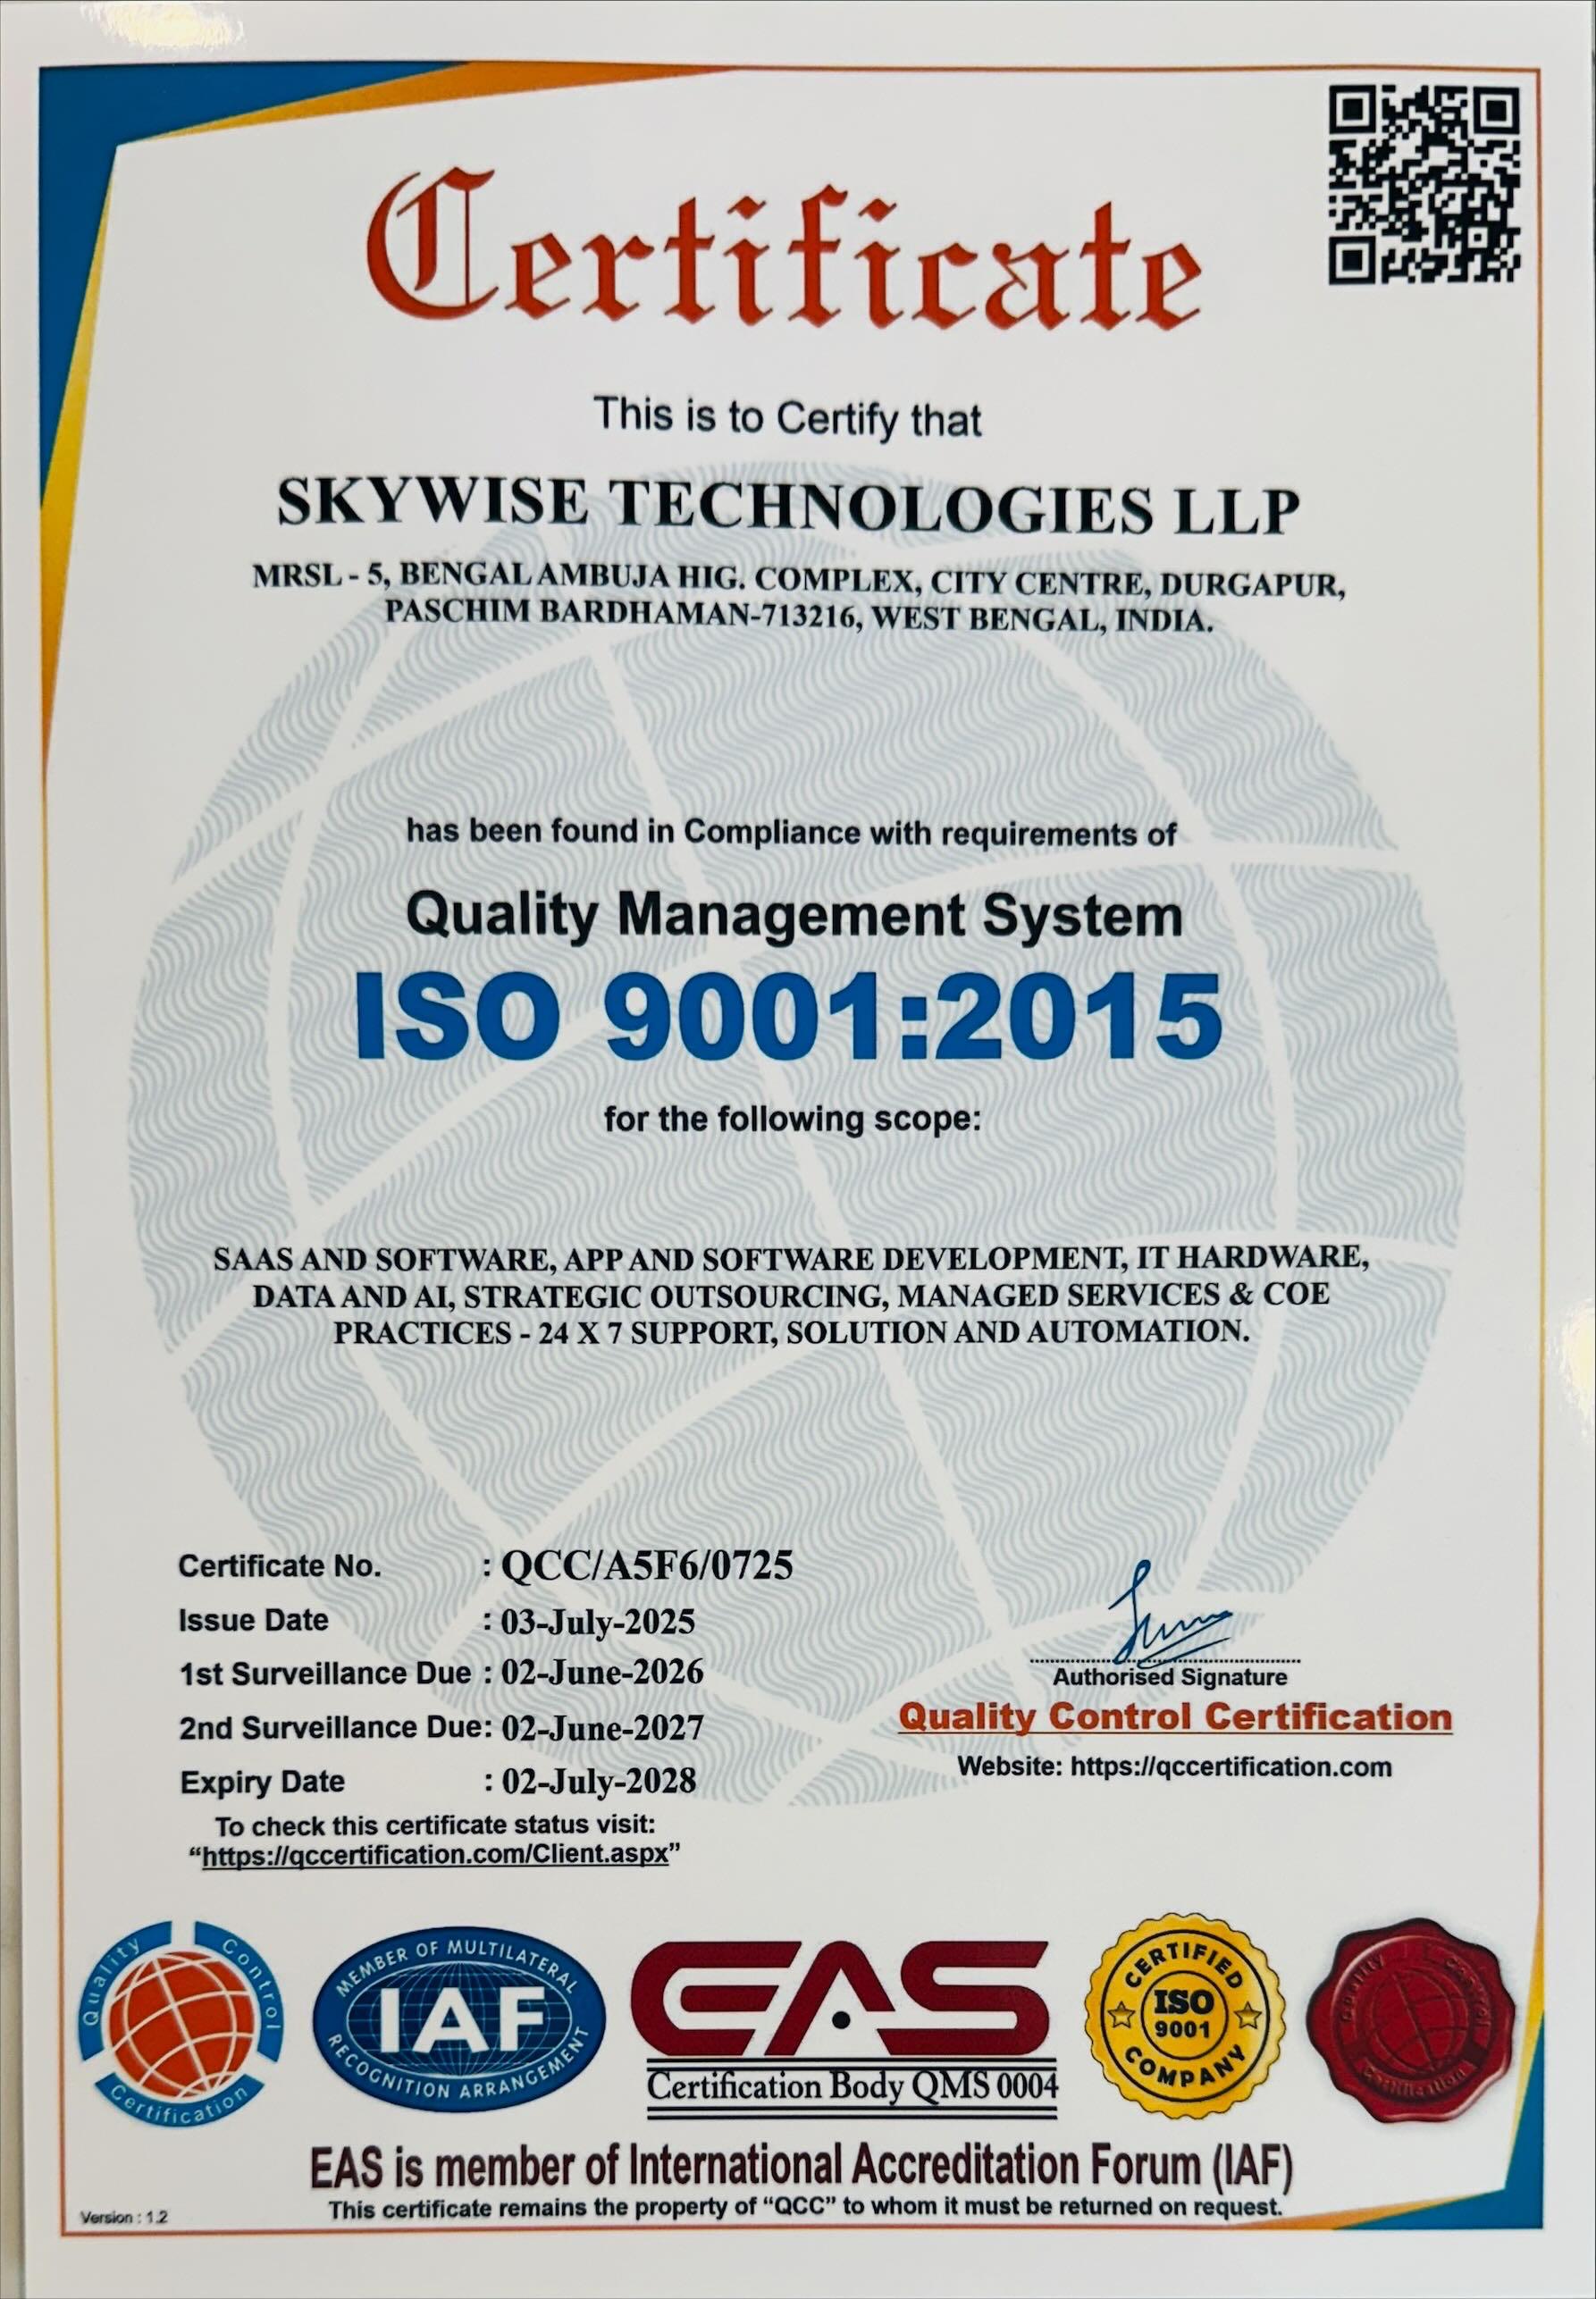 Certificate
This is to Certify that
SKYWISE TECHNOLOGIES LLP
MRSL - 5, BENGAL AMBUJA HIG. COMPLEX, CITY CENTRE, DURGAPUR,
PASCHIM BARDHAMAN-713216, WEST BENGAL, INDIA.
has been found in Compliance with requirements of
Quality Management System
ISO 9001:2015
for the following scope:
SAAS AND SOFTWARE, APP AND SOFTWARE DEVELOPMENT, IT HARDWARE,
DATA AND AI, STRATEGIC OUTSOURCING, MANAGED SERVICES & COE
PRACTICES - 24 X 7 SUPPORT, SOLUTION AND AUTOMATION.
Certificate No. : QCC/A5F6/0725
Issue Date : 03-July-2025
1st Surveillance Due : 02-June-2026
2nd Surveillance Due: 02-June-2027
Expiry Date : 02-July-2028
To check this certificate status visit:
“https://qccertification.com/Client.aspx”
Authorised Signature
Quality Control Certification
Website: https://qccertification.com
Quality Control Certification
MEMBER OF MULTILATERAL
IAF
RECOGNITION ARRANGEMENT
EAS
Certification Body QMS 0004
CERTIFIED
ISO
9001
COMPANY
EAS is member of International Accreditation Forum (IAF)
This certificate remains the property of “QCC” to whom it must be returned on request.
Version : 1.2